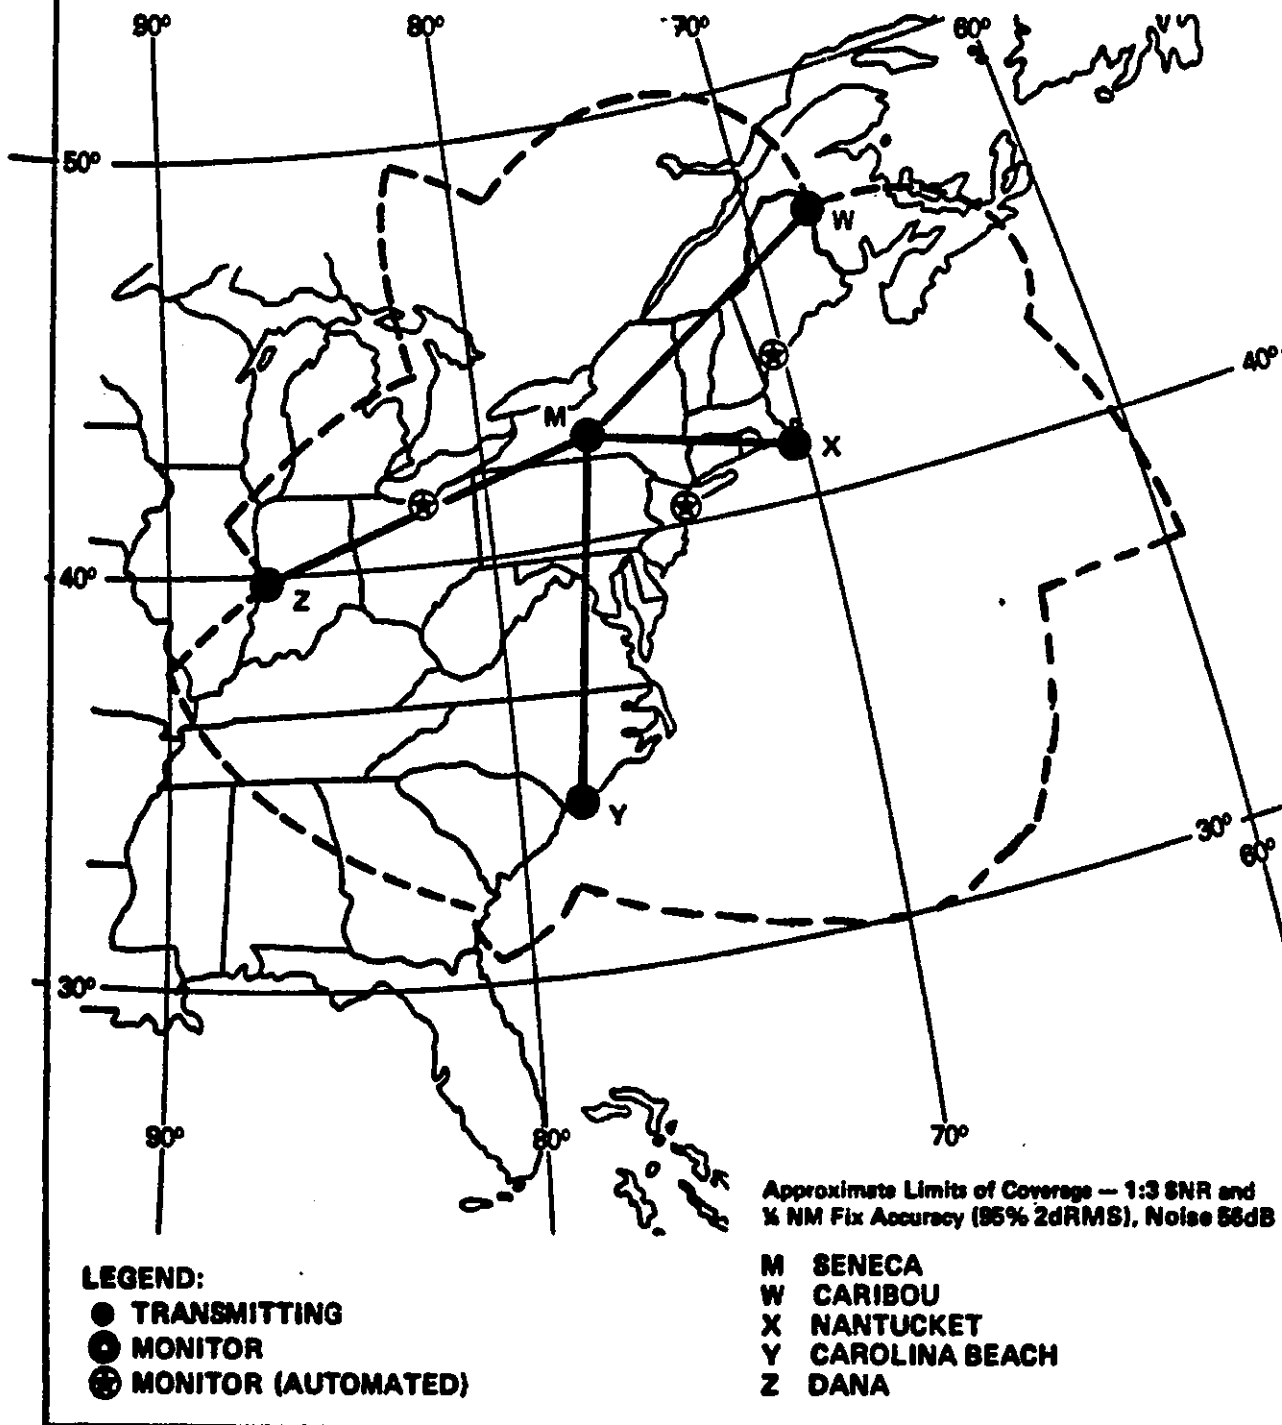 90° 80° 70° 60°
50°
W
40°
M
X
40°
Z
Y
30°
60°
30°
90° 80° 70°
Approximate Limits of Coverage — 1:3 SNR and
¼ NM Fix Accuracy (95% 2dRMS), Noise 56dB
LEGEND:
TRANSMITTING
MONITOR
MONITOR (AUTOMATED)
M SENECA
W CARIBOU
X NANTUCKET
Y CAROLINA BEACH
Z DANA